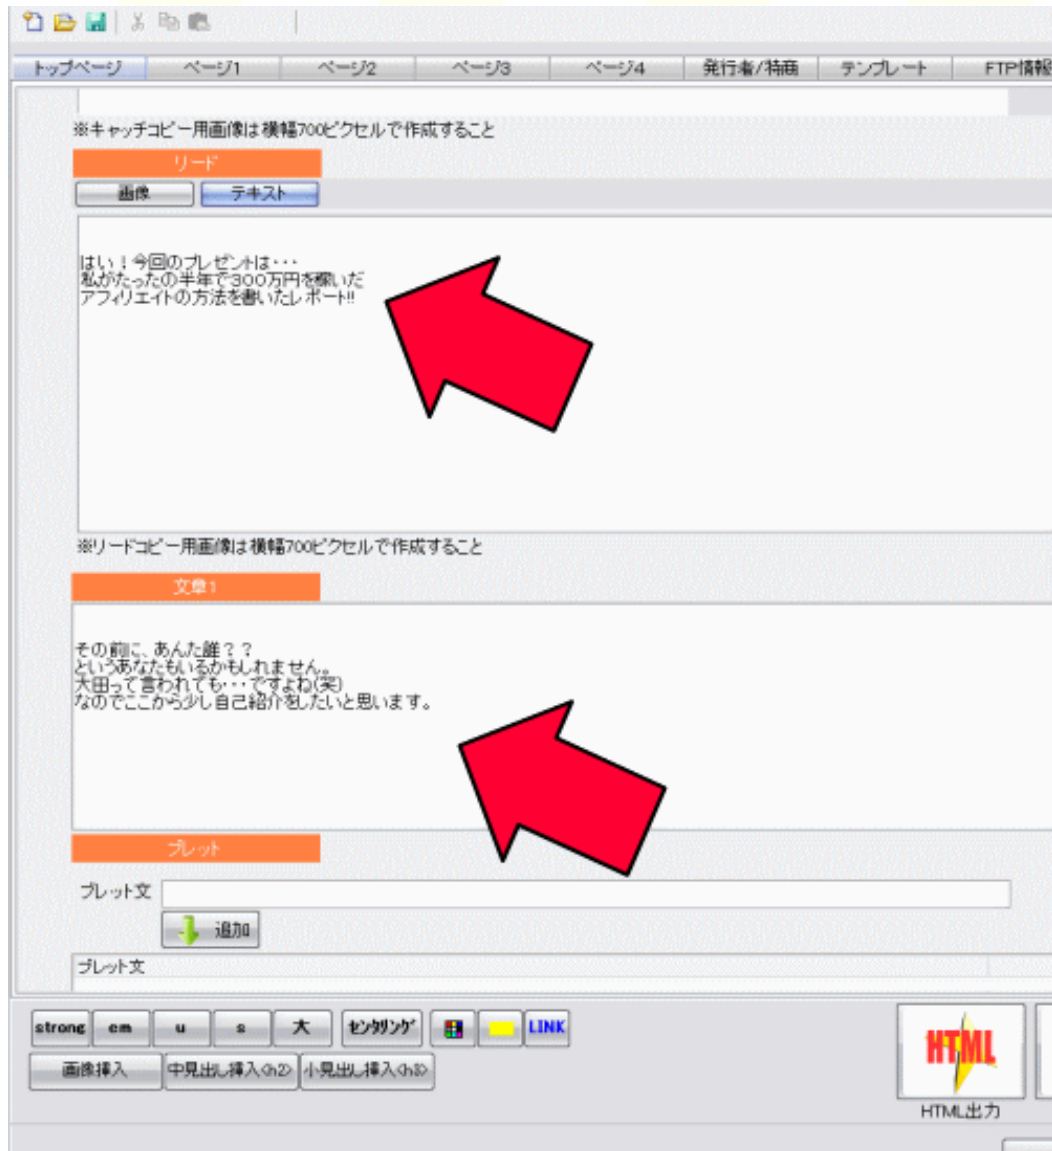 トップページ ページ1 ページ2 ページ3 ページ4 発行者/特商 テンプレート FTP情報
※キャッチコピー用画像は横幅700ピクセルで作成すること
リード
画像 テキスト
はい！今回のプレゼントは・・・
私がたったの半年で300万円を稼いだ
アフィリエイトの方法を書いたレポート!!
※リードコピー用画像は横幅700ピクセルで作成すること
文章1
その前に、あんた誰？？
というあなたもいるかもしれません。
大田って言われても・・・ですよね(笑)
なのでここから少し自己紹介をしたいと思います。
ブレット
ブレット文
追加
ブレット文
strong em u s 大 センタリング LINK
画像挿入 中見出し挿入<h2> 小見出し挿入<h3>
HTML
HTML出力